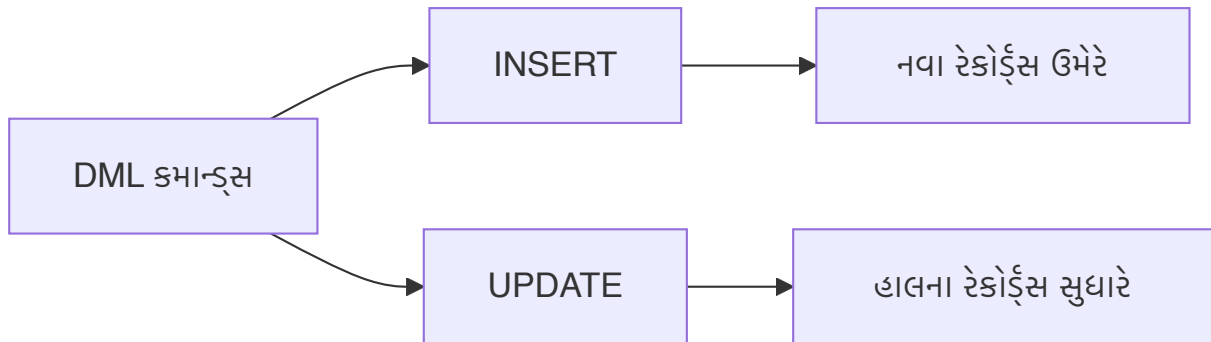 DML કમાન્ડ્સ
INSERT
નવા રેકોર્ડ્સ ઉમેરે
UPDATE
હાલના રેકોર્ડ્સ સુધારે